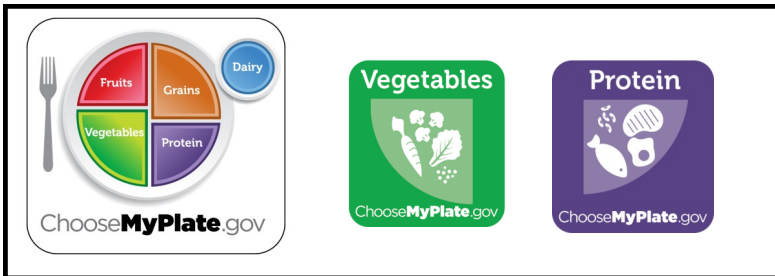 Dairy
Fruits
Grains
Vegetables
Protein
ChooseMyPlate.gov
Vegetables
ChooseMyPlate.gov
Protein
ChooseMyPlate.gov